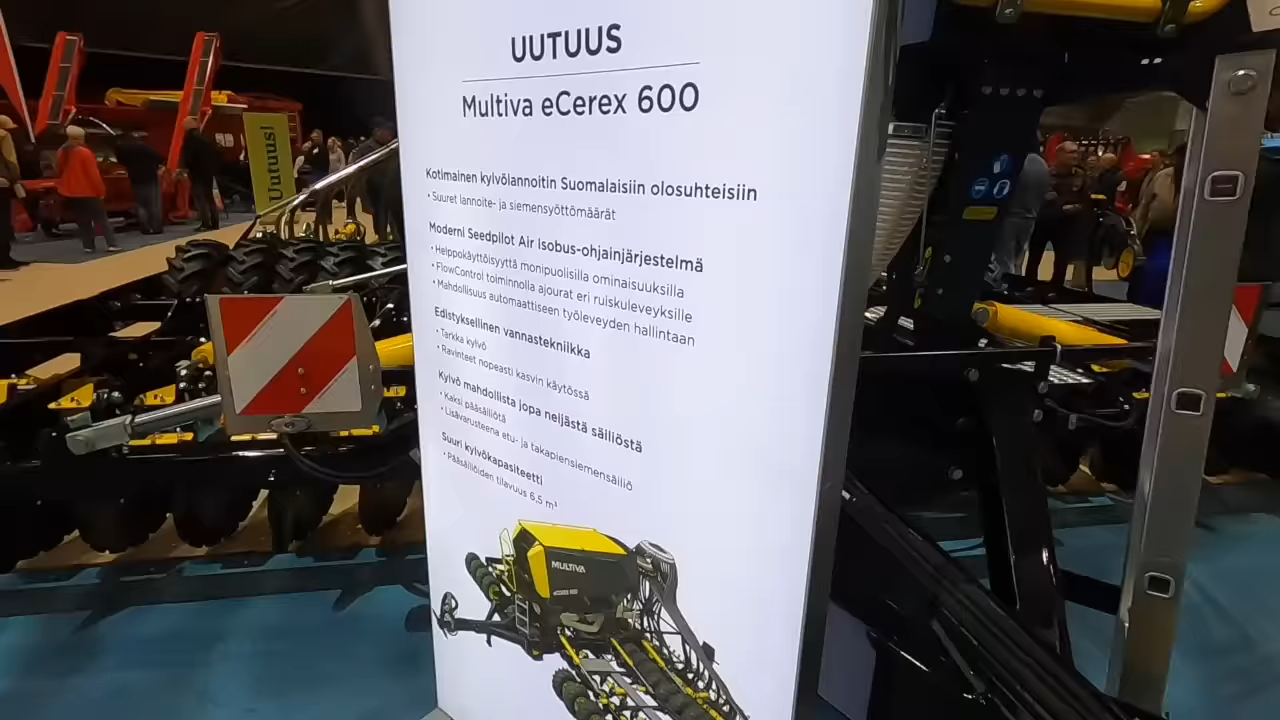 UUTUUS
Multiva eCerex 600
Kotimainen kylvölannoitin Suomalaisiin olosuhteisiin
• Suuret lannoite- ja siemensyöttömäärät
Moderni Seedpilot Air isobus-ohjainjärjestelmä
• Helppokäyttöisyyttä monipuolisilla ominaisuuksilla
• FlowControl toiminnolla ajourat eri ruiskuleveyksille
• Mahdollisuus automaattiseen työleveyden hallintaan
Edistyksellinen vannastekniikka
• Tarkka kylvö
• Ravinteet nopeasti kasvin käytössä
Kylvö mahdollista jopa neljästä säiliöstä
• Kaksi pääsäiliötä
• Lisävarusteena etu- ja takapiensiemensäiliö
Suuri kylvökapasiteetti
• Pääsäiliöiden tilavuus 6,5 m³
MULTIVA
eCEREX 600
Uutuus!